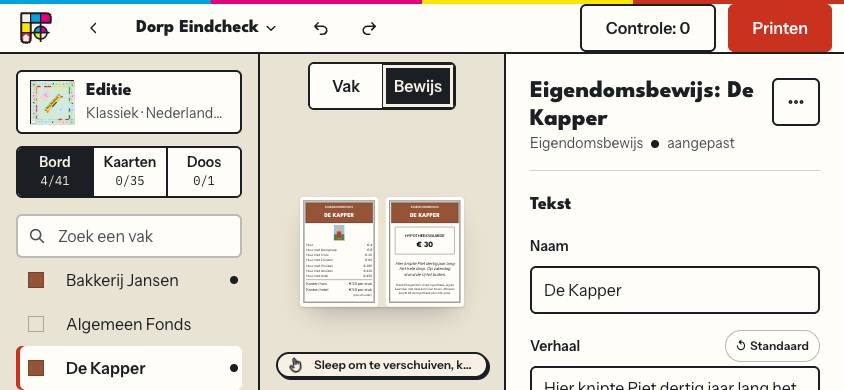 Dorp Eindcheck
Controle: 0
Printen
Editie
Klassiek · Nederland...
Bord
4/41
Kaarten
0/35
Doos
0/1
Zoek een vak
Bakkerij Jansen
Algemeen Fonds
De Kapper
Vak
Bewijs
DE KAPPER
DE KAPPER
HYPOTHEEKWAARDE
€ 30
Sleep om te verschuiven, k...
Eigendomsbewijs: De
Kapper
Eigendomsbewijs ● aangepast
Tekst
Naam
De Kapper
Verhaal
Standaard
Hier knipte Piet dertig jaar lang het